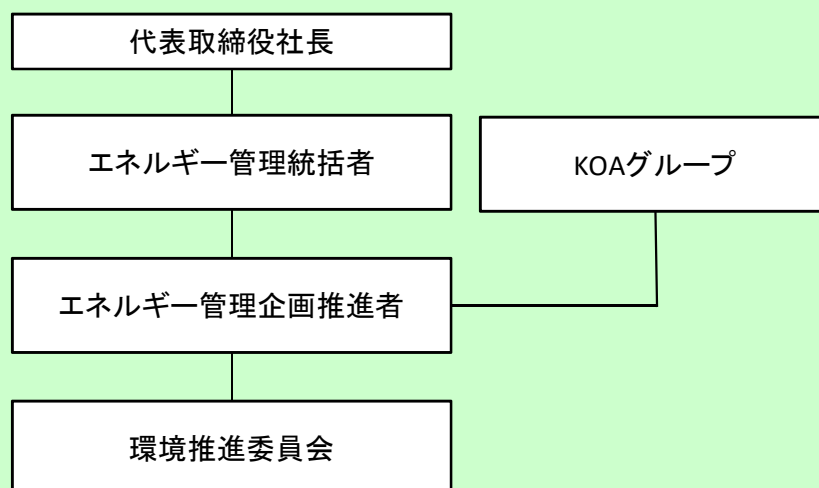 代表取締役社長
エネルギー管理統括者
KOAグループ
エネルギー管理企画推進者
環境推進委員会